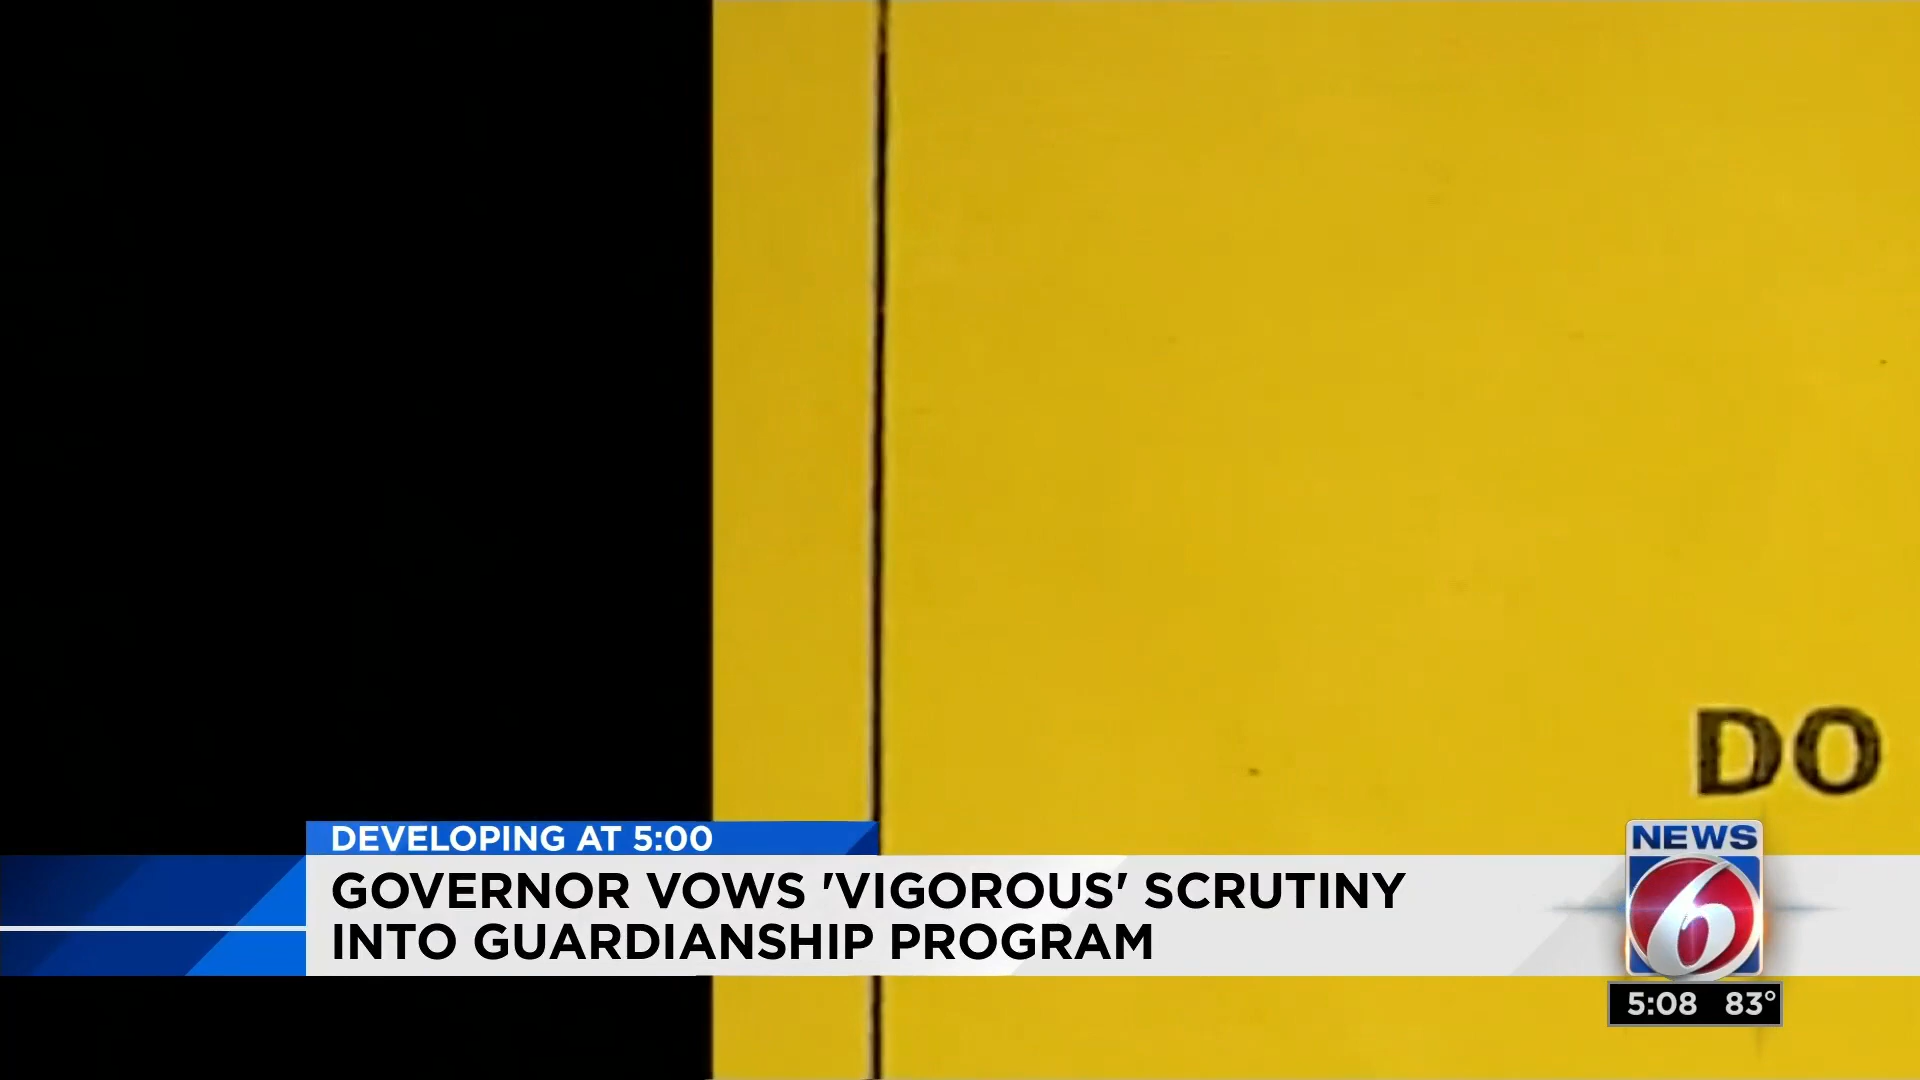 DO
DEVELOPING AT 5:00
GOVERNOR VOWS 'VIGOROUS' SCRUTINY
INTO GUARDIANSHIP PROGRAM
NEWS
6
5:08 83°